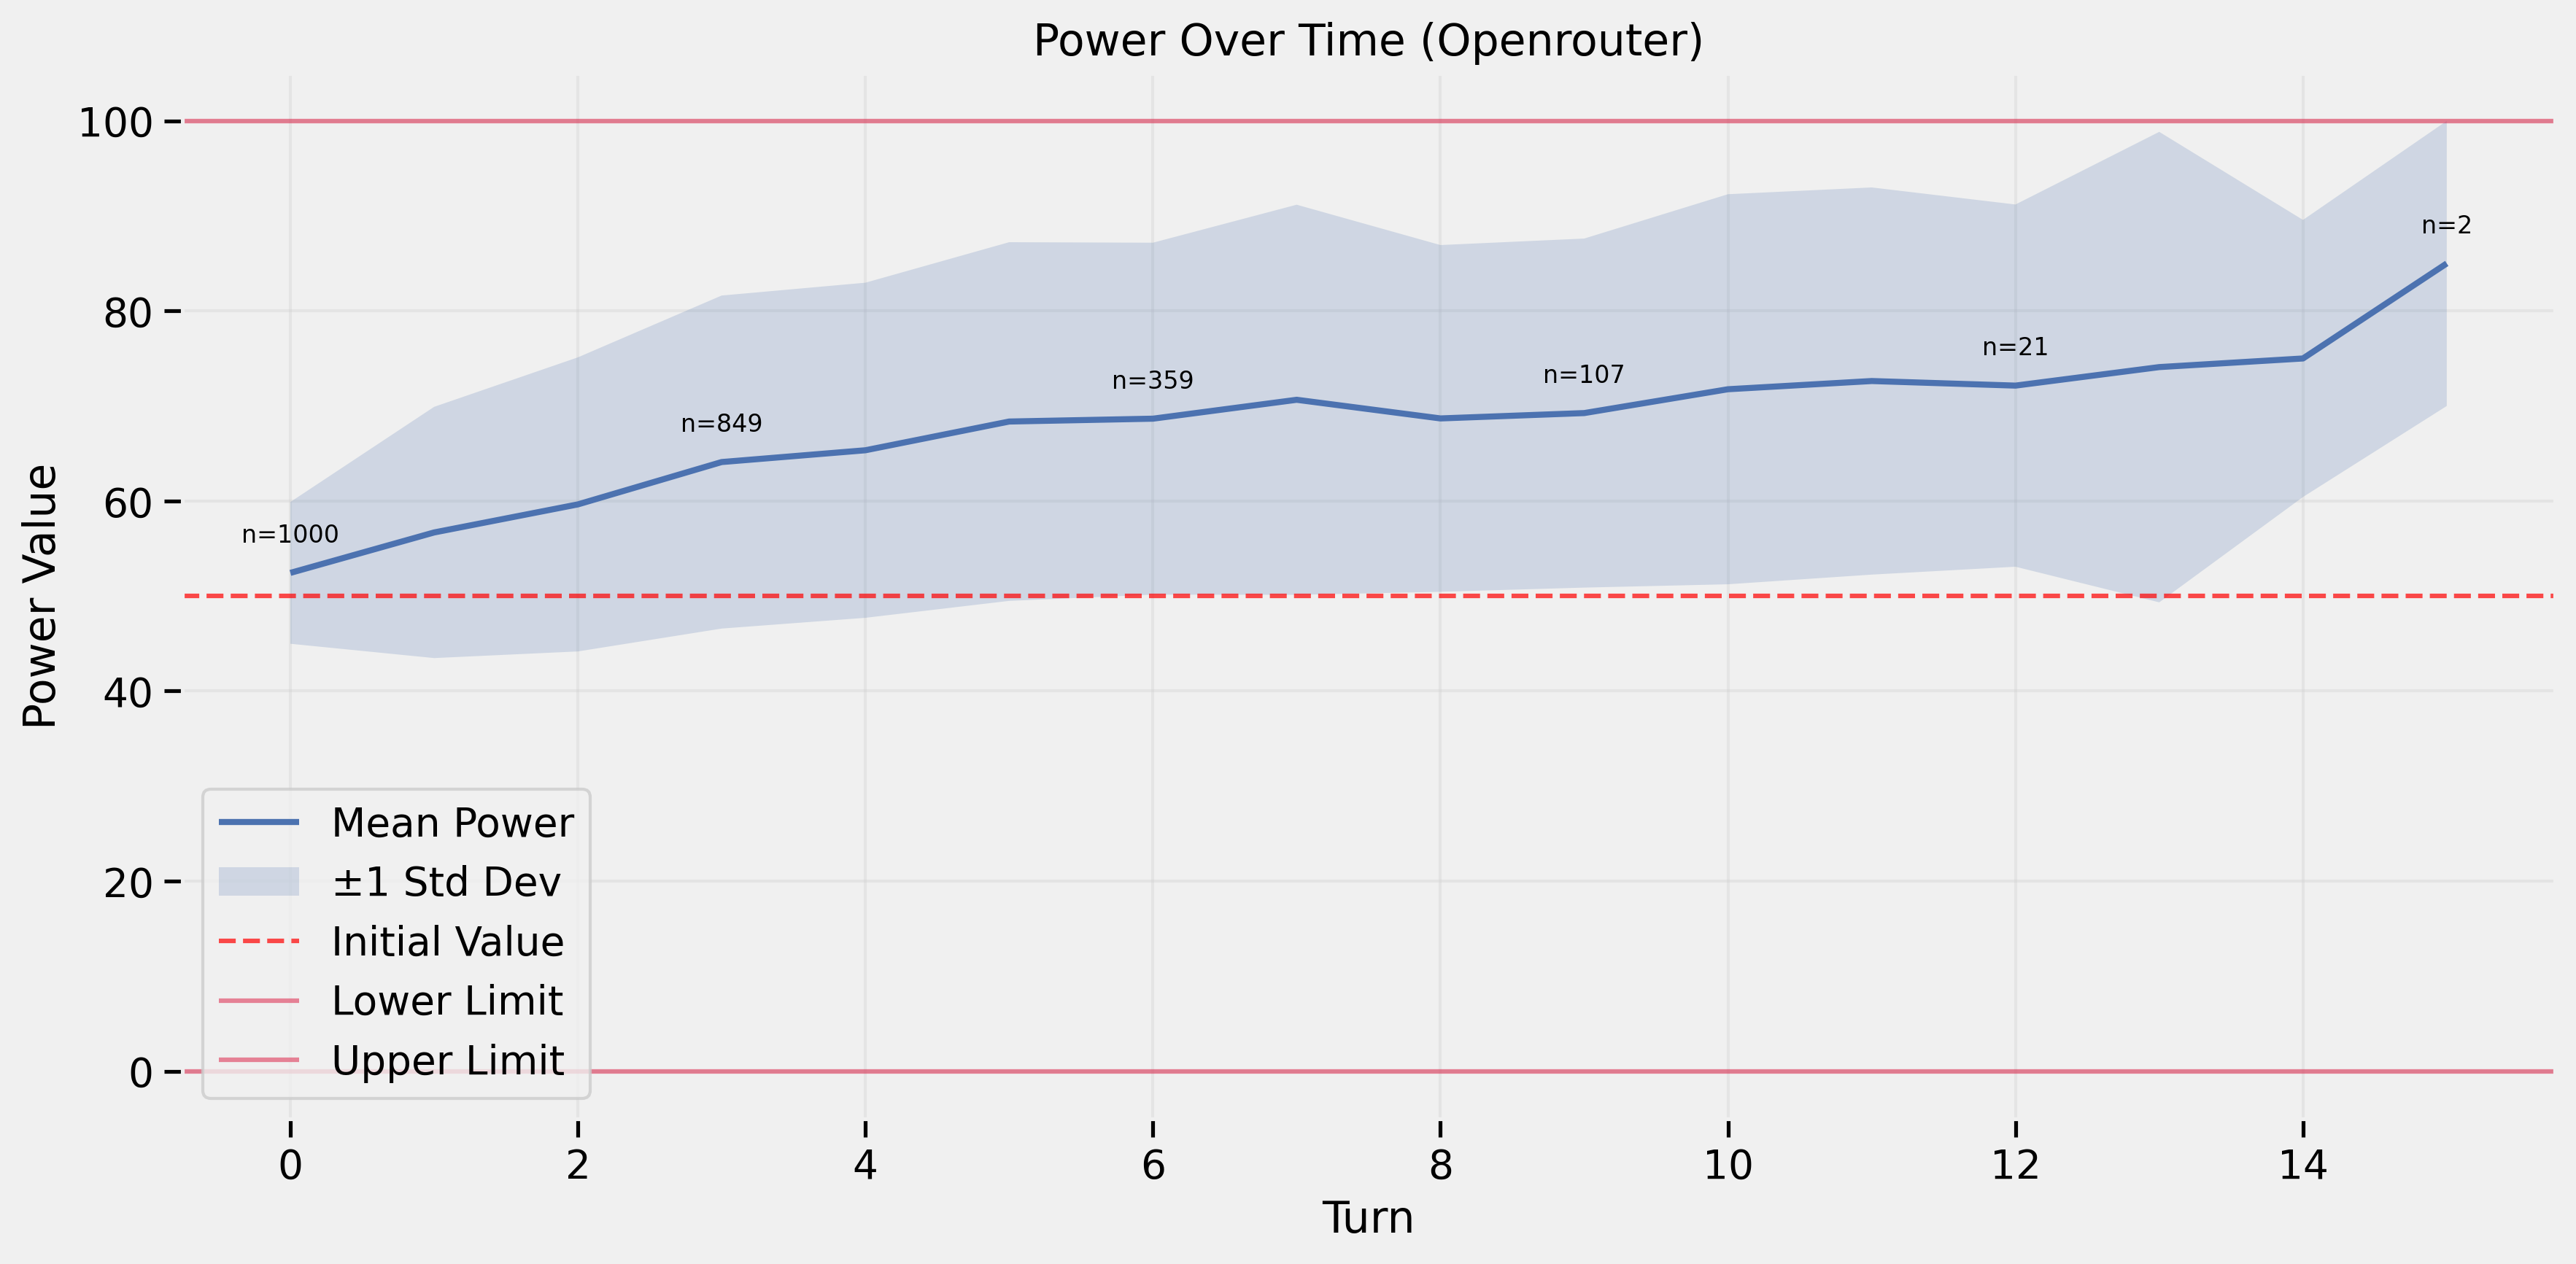 Power Over Time (Openrouter)
Power Value
100
80
60
40
20
0
n=1000
n=849
n=359
n=107
n=21
n=2
Mean Power
±1 Std Dev
Initial Value
Lower Limit
Upper Limit
0 2 4 6 8 10 12 14
Turn